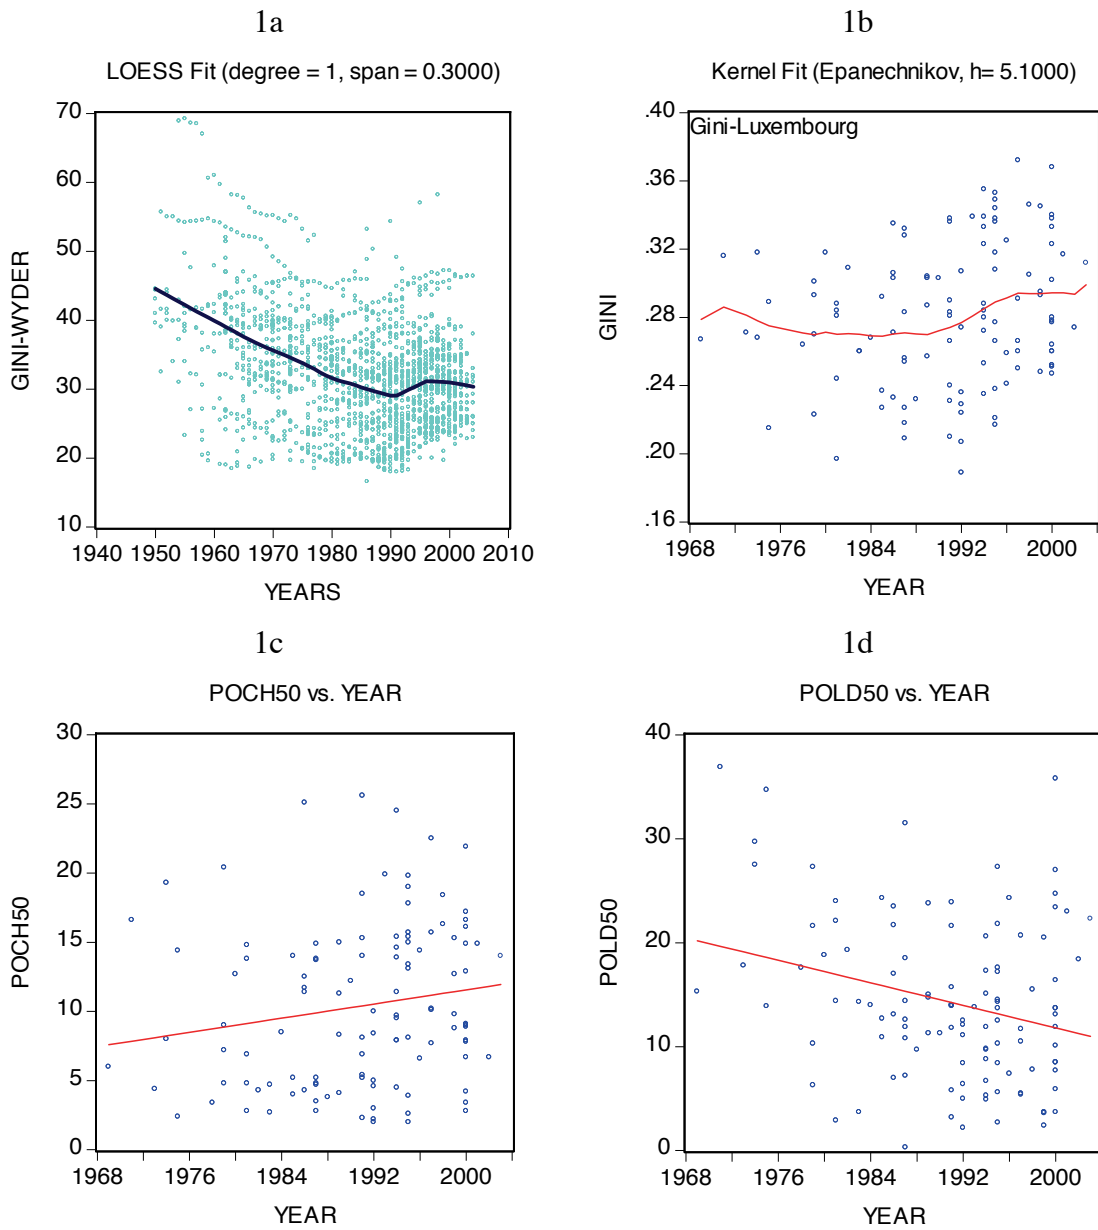 1a
LOESS Fit (degree = 1, span = 0.3000)
70
60
50
40
30
20
10
GINI-WYDER
1940 1950 1960 1970 1980 1990 2000 2010
YEARS
1b
Kernel Fit (Epanechnikov, h= 5.1000)
Gini-Luxembourg
.40
.36
.32
.28
.24
.20
.16
GINI
1968 1976 1984 1992 2000
YEAR
1c
POCH50 vs. YEAR
30
25
20
15
10
5
0
POCH50
1968 1976 1984 1992 2000
YEAR
1d
POLD50 vs. YEAR
40
30
20
10
0
POLD50
1968 1976 1984 1992 2000
YEAR